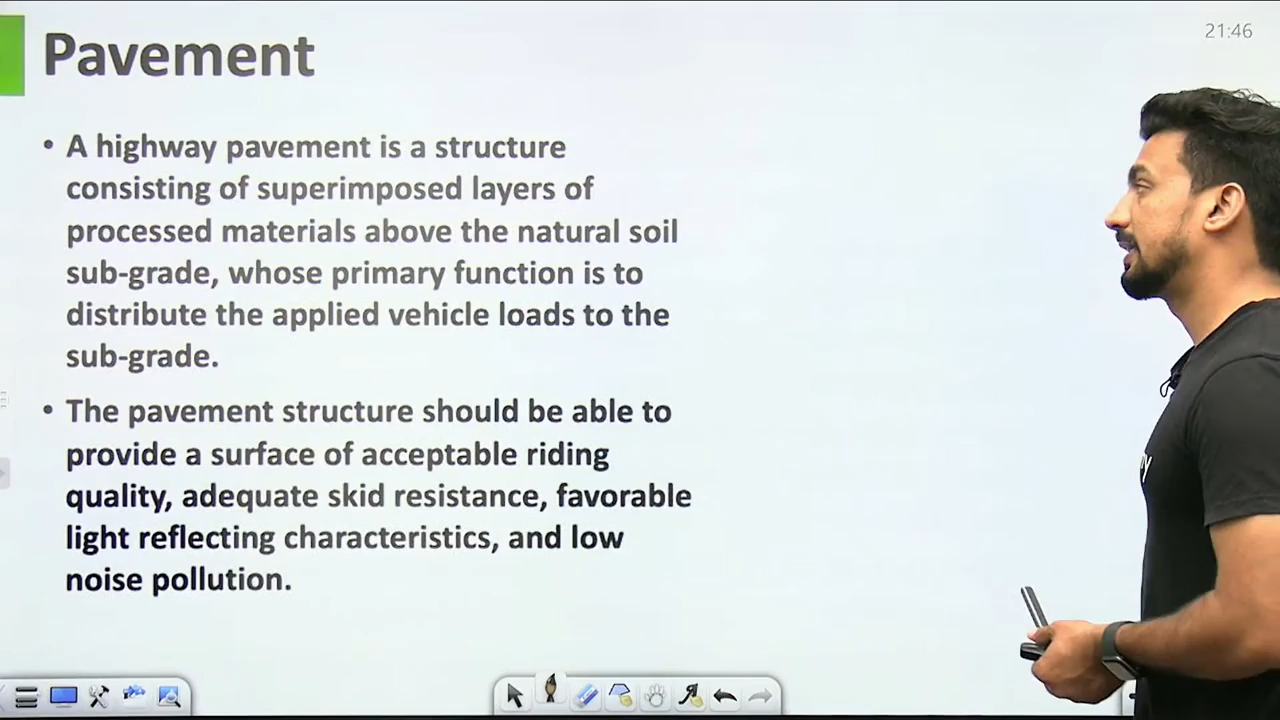 21:46
Pavement
• A highway pavement is a structure
consisting of superimposed layers of
processed materials above the natural soil
sub-grade, whose primary function is to
distribute the applied vehicle loads to the
sub-grade.
• The pavement structure should be able to
provide a surface of acceptable riding
quality, adequate skid resistance, favorable
light reflecting characteristics, and low
noise pollution.